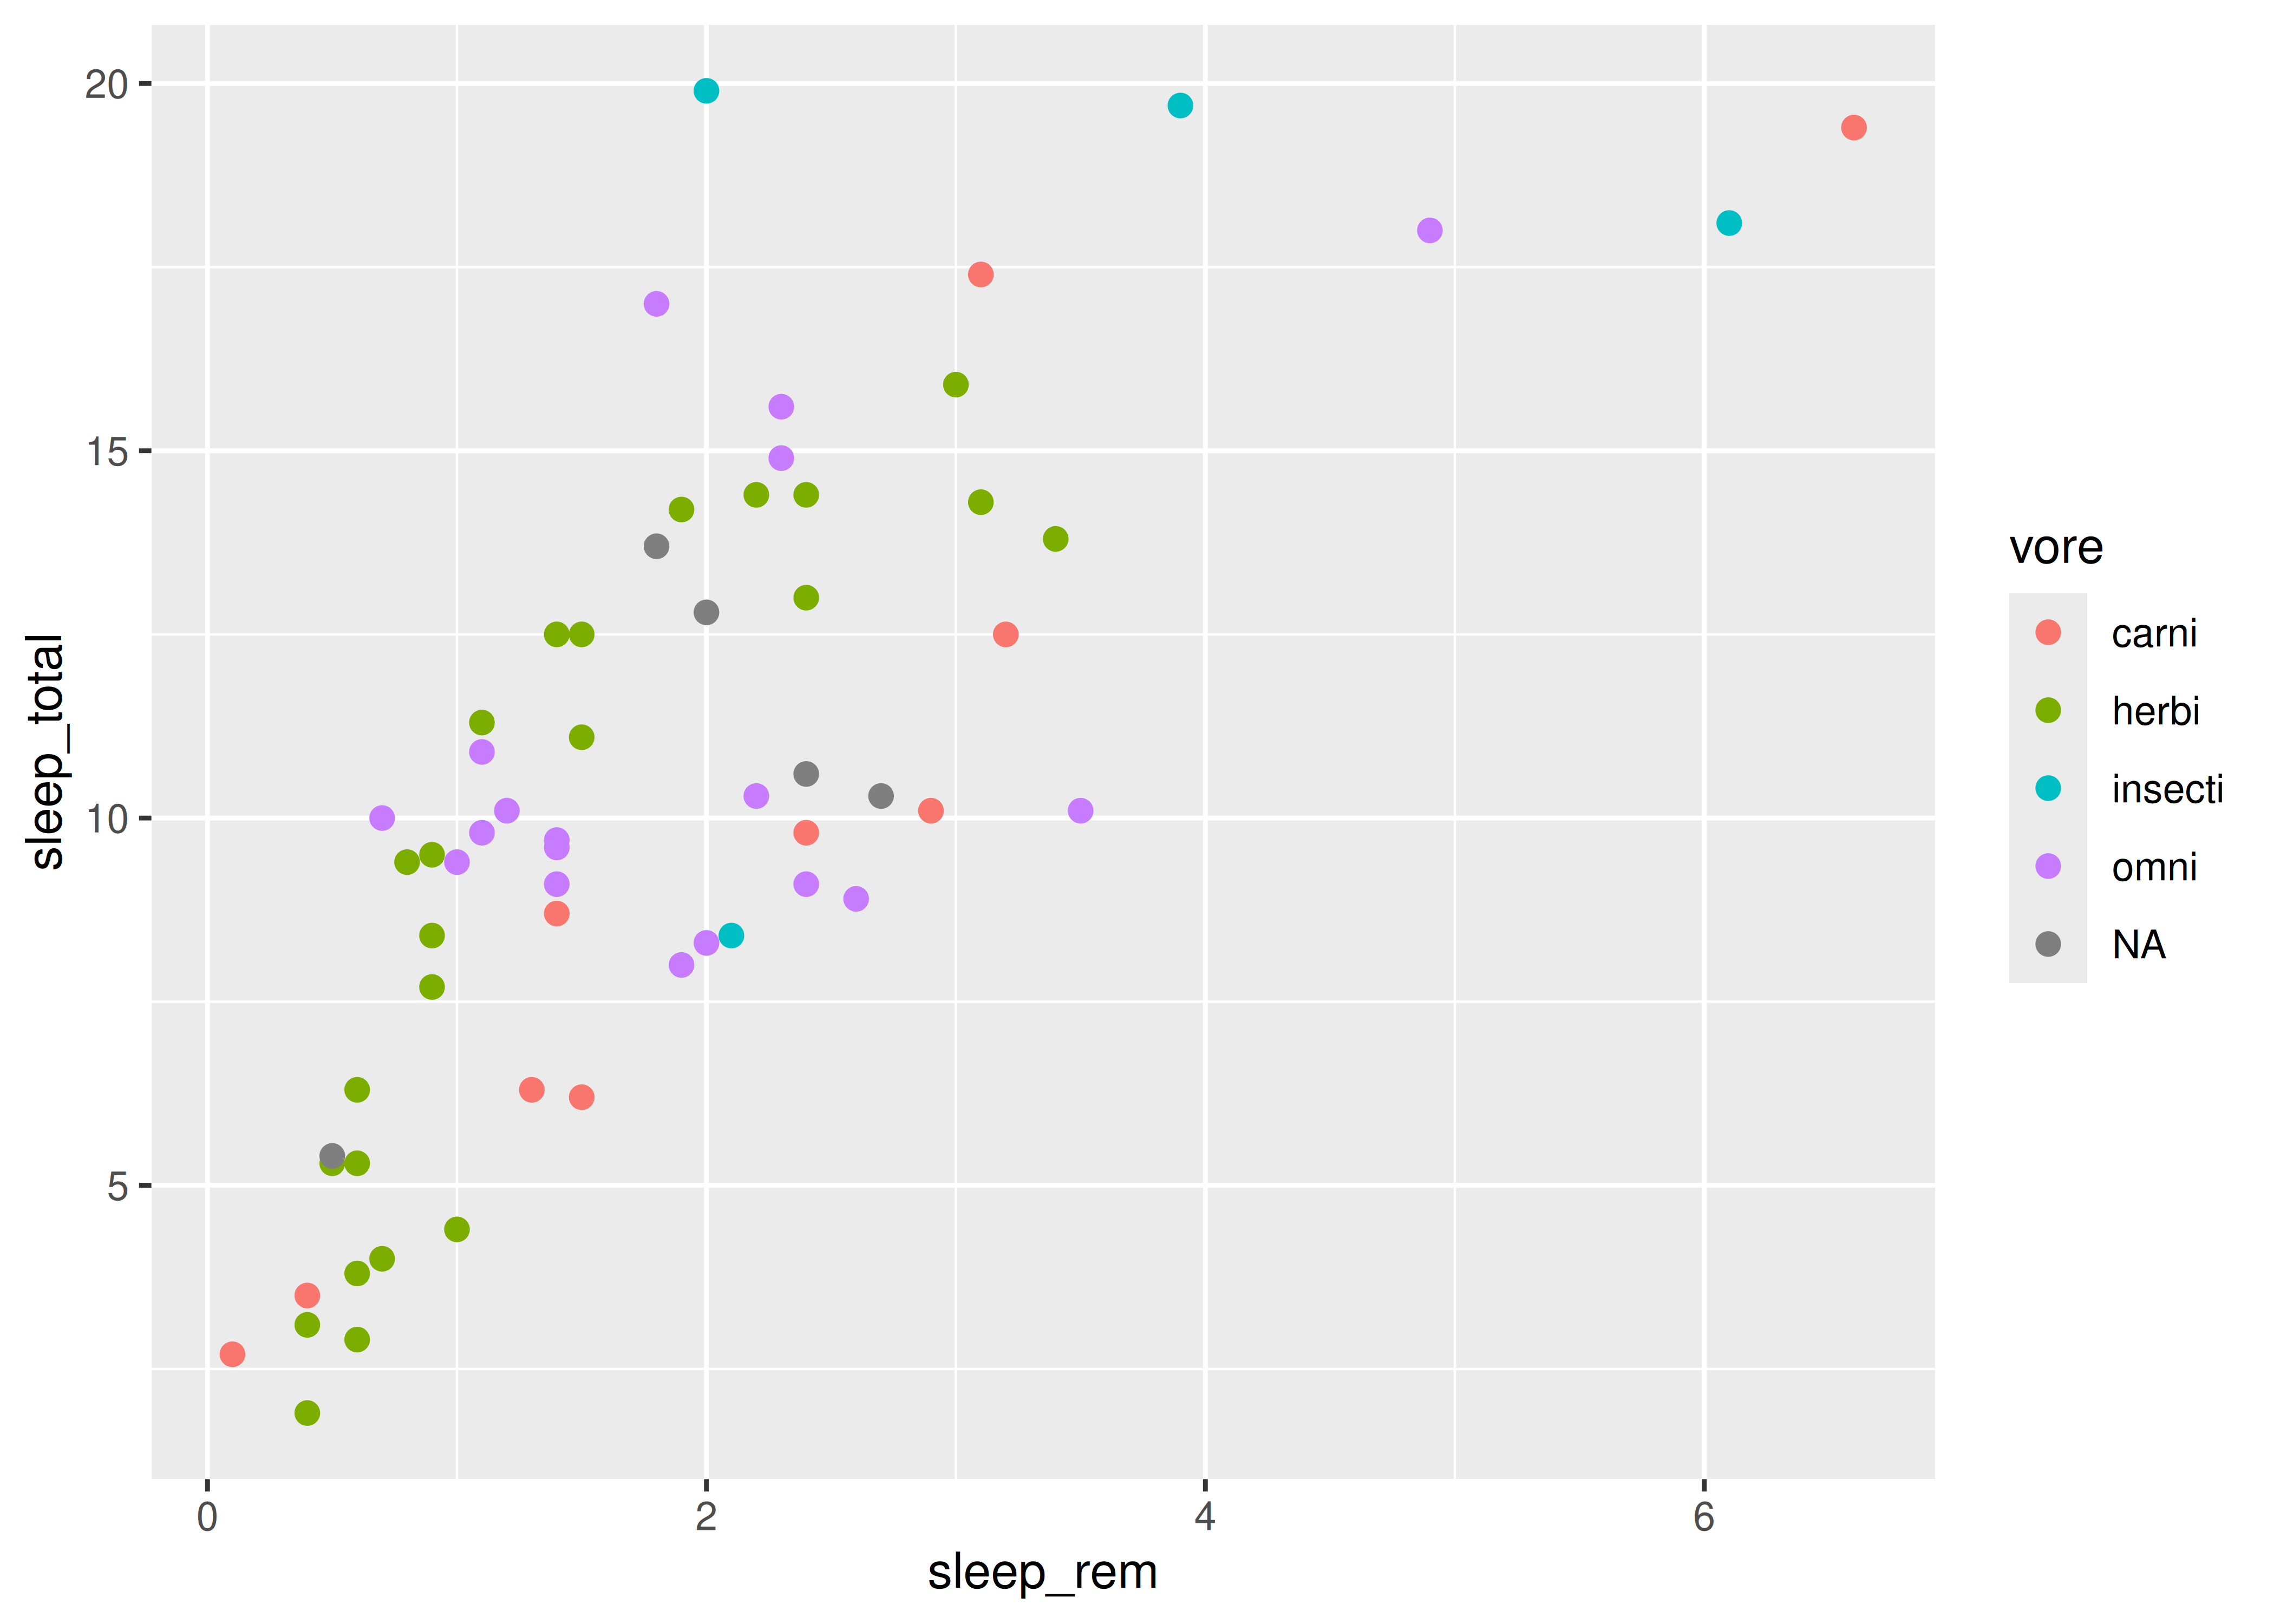 20
15
10
5
sleep_total
0 2 4 6
sleep_rem
vore
carni
herbi
insecti
omni
NA